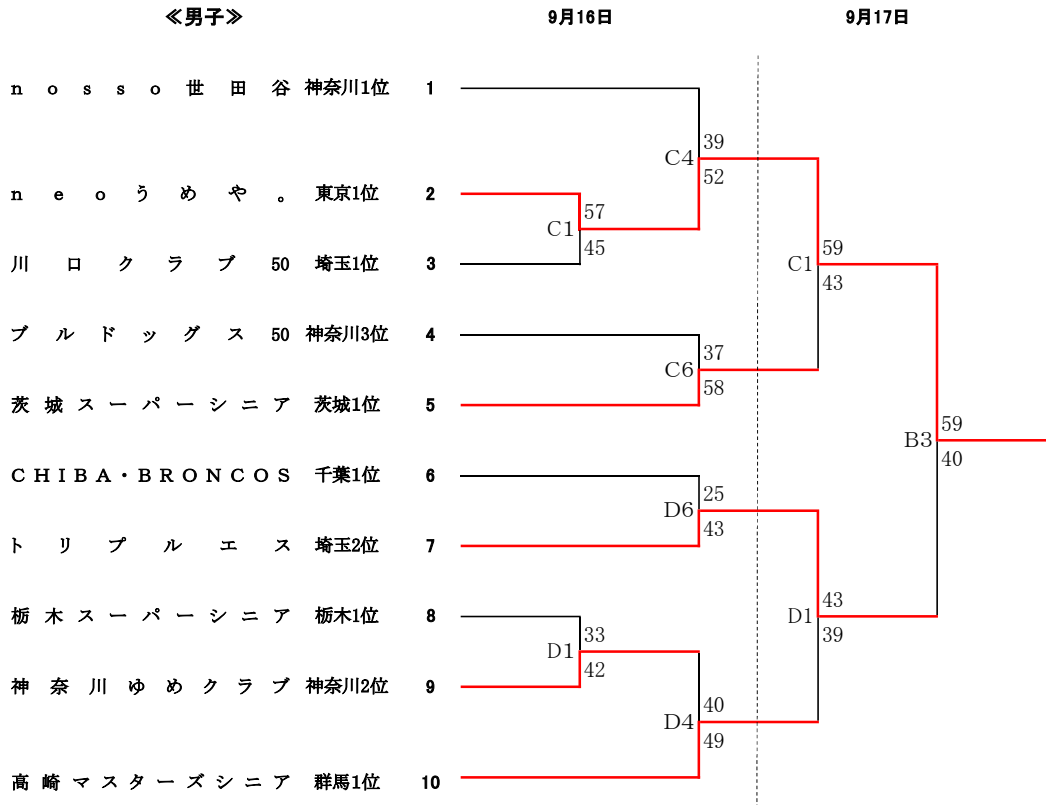 ≪男子≫ 9月16日 9月17日
nosso世田谷 神奈川1位 1
39
C4
52
neoうめや。 東京1位 2
57
C1
45
59
C1
43
川口クラブ50 埼玉1位 3
ブルドッグス50 神奈川3位 4
37
C6
58
茨城スーパーシニア 茨城1位 5
59
B3
40
CHIBA・BRONCOS 千葉1位 6
25
D6
43
トリプルエス 埼玉2位 7
43
D1
39
栃木スーパーシニア 栃木1位 8
33
D1
42
神奈川ゆめクラブ 神奈川2位 9
40
D4
49
高崎マスターズシニア 群馬1位 10